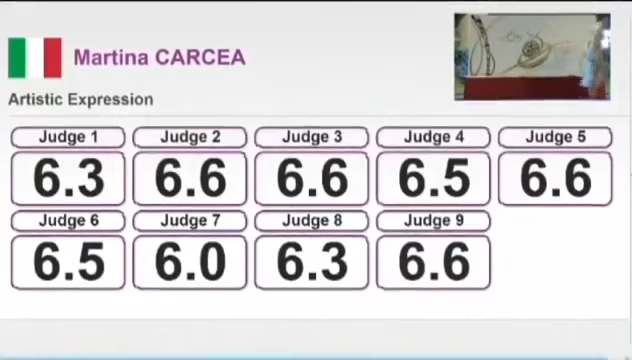 Martina CARCEA
Artistic Expression
Judge 1 Judge 2 Judge 3 Judge 4 Judge 5
6.3 6.6 6.6 6.5 6.6
Judge 6 Judge 7 Judge 8 Judge 9
6.5 6.0 6.3 6.6